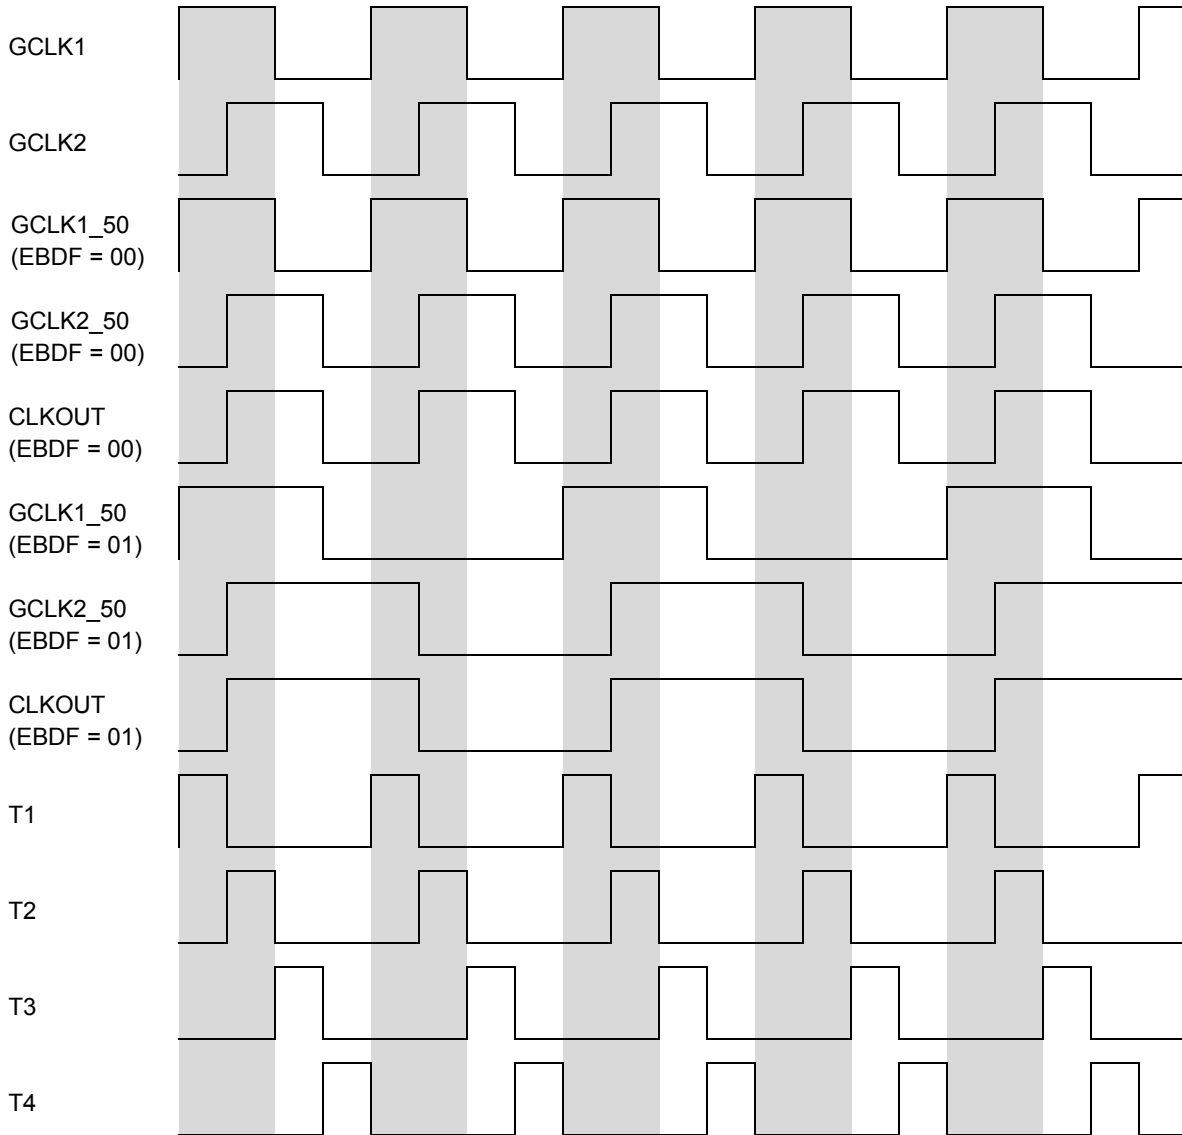 GCLK1
GCLK2
GCLK1_50
(EBDF = 00)
GCLK2_50
(EBDF = 00)
CLKOUT
(EBDF = 00)
GCLK1_50
(EBDF = 01)
GCLK2_50
(EBDF = 01)
CLKOUT
(EBDF = 01)
T1
T2
T3
T4